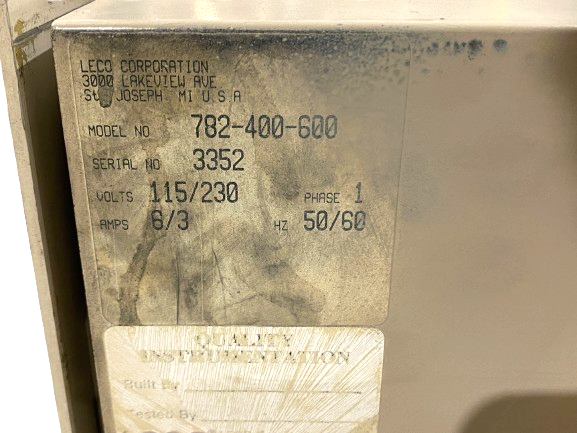 LECO CORPORATION
3000 LAKEVIEW AVE
St. JOSEPH, MI U S A
MODEL NO 782-400-600
SERIAL NO 3352
VOLTS 115/230 PHASE 1
AMPS 6/3 HZ 50/60
QUALITY
INSTRUMENTATION
Built By
Tested By